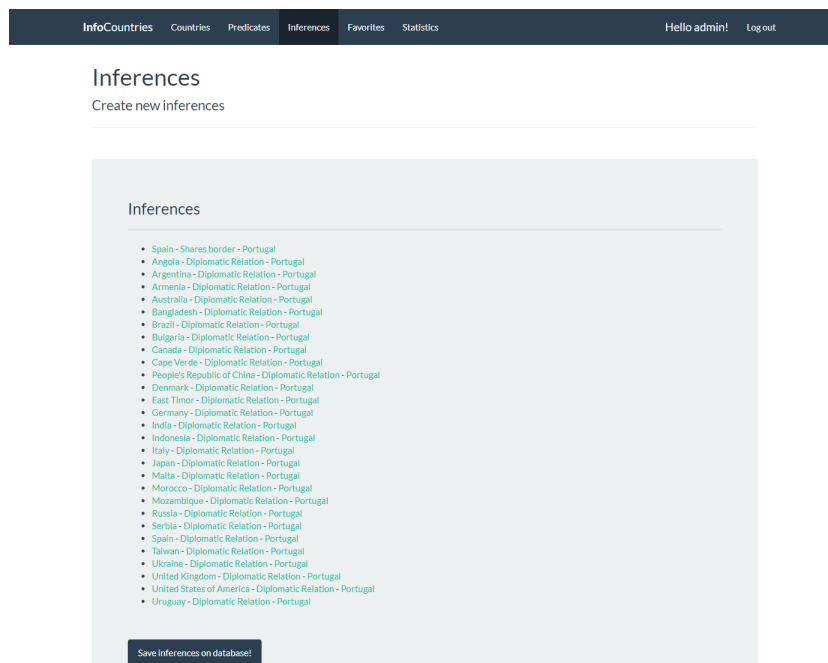 InfoCountries Countries Predicates Inferences Favorites Statistics Hello admin! Log out
Inferences
Create new inferences
Inferences
Spain - Shares border - Portugal
Angola - Diplomatic Relation - Portugal
Argentina - Diplomatic Relation - Portugal
Armenia - Diplomatic Relation - Portugal
Australia - Diplomatic Relation - Portugal
Bangladesh - Diplomatic Relation - Portugal
Brazil - Diplomatic Relation - Portugal
Bulgaria - Diplomatic Relation - Portugal
Canada - Diplomatic Relation - Portugal
Cape Verde - Diplomatic Relation - Portugal
People's Republic of China - Diplomatic Relation - Portugal
Denmark - Diplomatic Relation - Portugal
East Timor - Diplomatic Relation - Portugal
Germany - Diplomatic Relation - Portugal
India - Diplomatic Relation - Portugal
Indonesia - Diplomatic Relation - Portugal
Italy - Diplomatic Relation - Portugal
Japan - Diplomatic Relation - Portugal
Malta - Diplomatic Relation - Portugal
Morocco - Diplomatic Relation - Portugal
Mozambique - Diplomatic Relation - Portugal
Russia - Diplomatic Relation - Portugal
Serbia - Diplomatic Relation - Portugal
Spain - Diplomatic Relation - Portugal
Taiwan - Diplomatic Relation - Portugal
Ukraine - Diplomatic Relation - Portugal
United Kingdom - Diplomatic Relation - Portugal
United States of America - Diplomatic Relation - Portugal
Uruguay - Diplomatic Relation - Portugal
Save inferences on database!